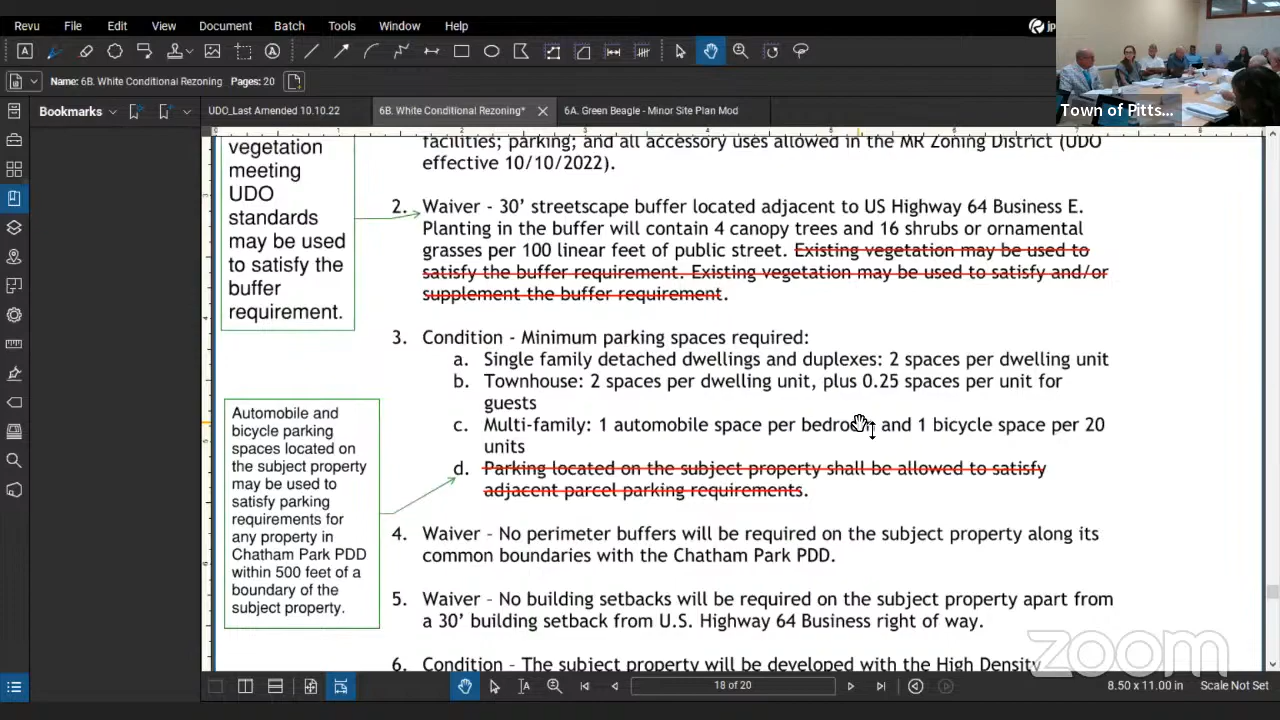 Revu File Edit View Document Batch Tools Window Help
Name: 6B. White Conditional Rezoning Pages: 20
Town of Pitts...
Bookmarks
UDO_Last Amended 10.10.22
6B. White Conditional Rezoning*
6A. Green Beagle - Minor Site Plan Mod
vegetation
meeting
UDO
standards
may be used
to satisfy the
buffer
requirement.
facilities; parking; and all accessory uses allowed in the MR Zoning District (UDO
effective 10/10/2022).
2. Waiver - 30’ streetscape buffer located adjacent to US Highway 64 Business E.
Planting in the buffer will contain 4 canopy trees and 16 shrubs or ornamental
grasses per 100 linear feet of public street. Existing vegetation may be used to
satisfy the buffer requirement. Existing vegetation may be used to satisfy and/or
supplement the buffer requirement.
3. Condition - Minimum parking spaces required:
a. Single family detached dwellings and duplexes: 2 spaces per dwelling unit
b. Townhouse: 2 spaces per dwelling unit, plus 0.25 spaces per unit for
guests
c. Multi-family: 1 automobile space per bedroom and 1 bicycle space per 20
units
d. Parking located on the subject property shall be allowed to satisfy
adjacent parcel parking requirements.
Automobile and
bicycle parking
spaces located on
the subject property
may be used to
satisfy parking
requirements for
any property in
Chatham Park PDD
within 500 feet of a
boundary of the
subject property.
4. Waiver - No perimeter buffers will be required on the subject property along its
common boundaries with the Chatham Park PDD.
5. Waiver - No building setbacks will be required on the subject property apart from
a 30’ building setback from U.S. Highway 64 Business right of way.
6. Condition - The subject property will be developed with the High Density
zoom
18 of 20
8.50 x 11.00 in
Scale Not Set